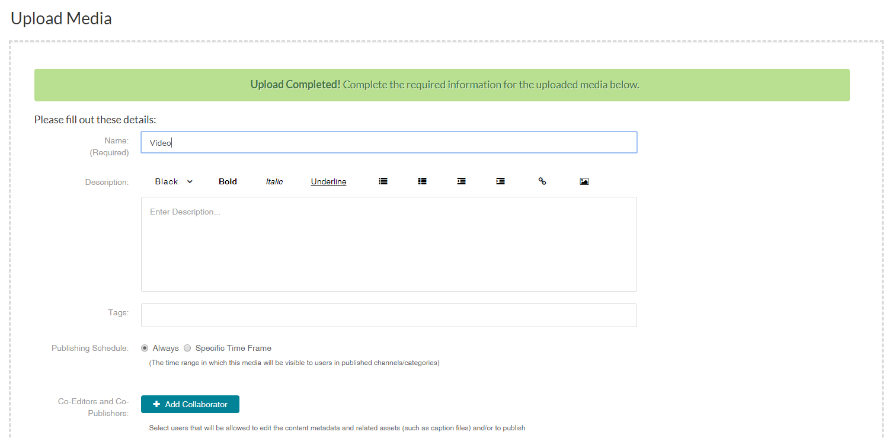 Upload Media
Upload Completed! Complete the required information for the uploaded media below.
Please fill out these details:
Name: Video
(Required)
Description: Black Bold Italic Underline
Enter Description...
Tags:
Publishing Schedule: Always Specific Time Frame
(The time range in which this media will be visible to users in published channels/categories)
Co-Editors and Co-
Publishers: + Add Collaborator
Select users that will be allowed to edit the content metadata and related assets (such as caption files) and/or to publish